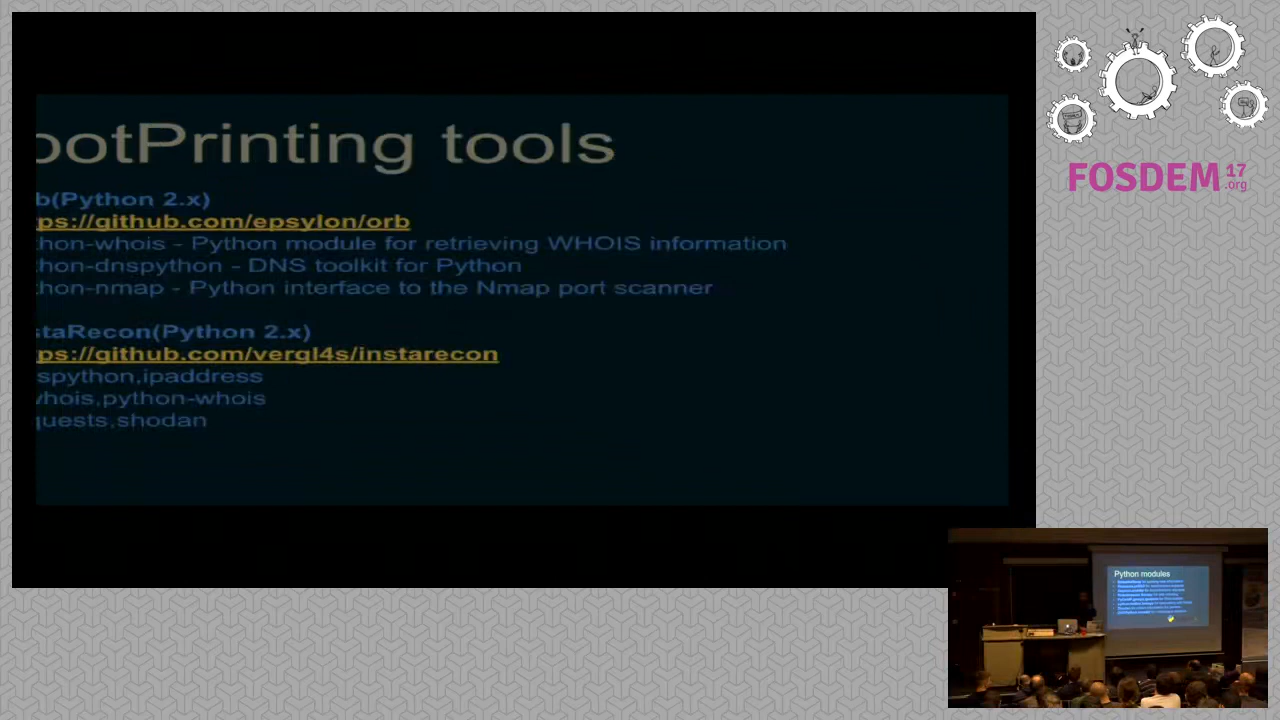 ootPrinting tools
b(Python 2.x)
ps://github.com/epsylon/orb
thon-whois - Python module for retrieving WHOIS information
thon-dnspython - DNS toolkit for Python
thon-nmap - Python interface to the Nmap port scanner
staRecon(Python 2.x)
ps://github.com/vergl4s/instarecon
spython,ipaddress
whois,python-whois
quests,shodan
FOSDEM 17
.org
Python modules